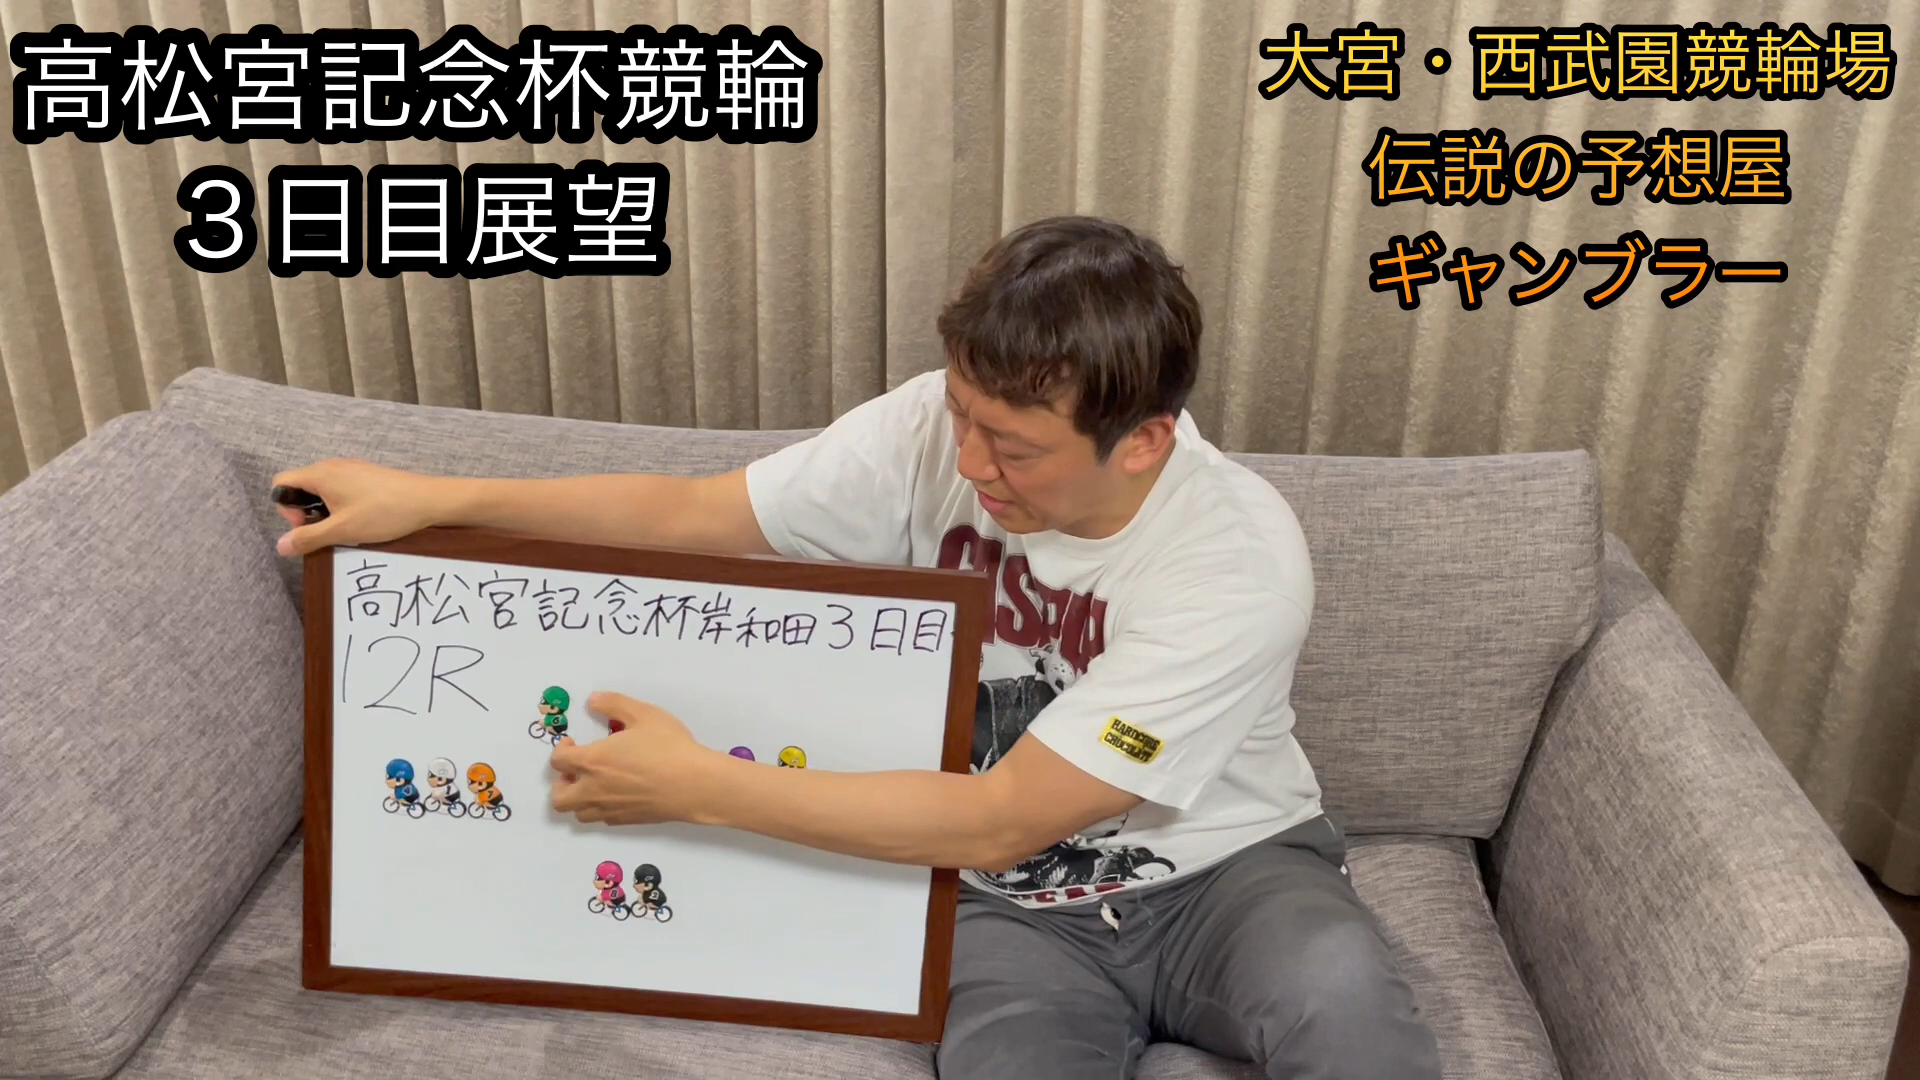 高松宮記念杯競輪
3日目展望
大宮・西武園競輪場
伝説の予想屋
ギャンブラー
高松宮記念杯岸和田3日目
12R
HARDCORE
CHOCOLATE